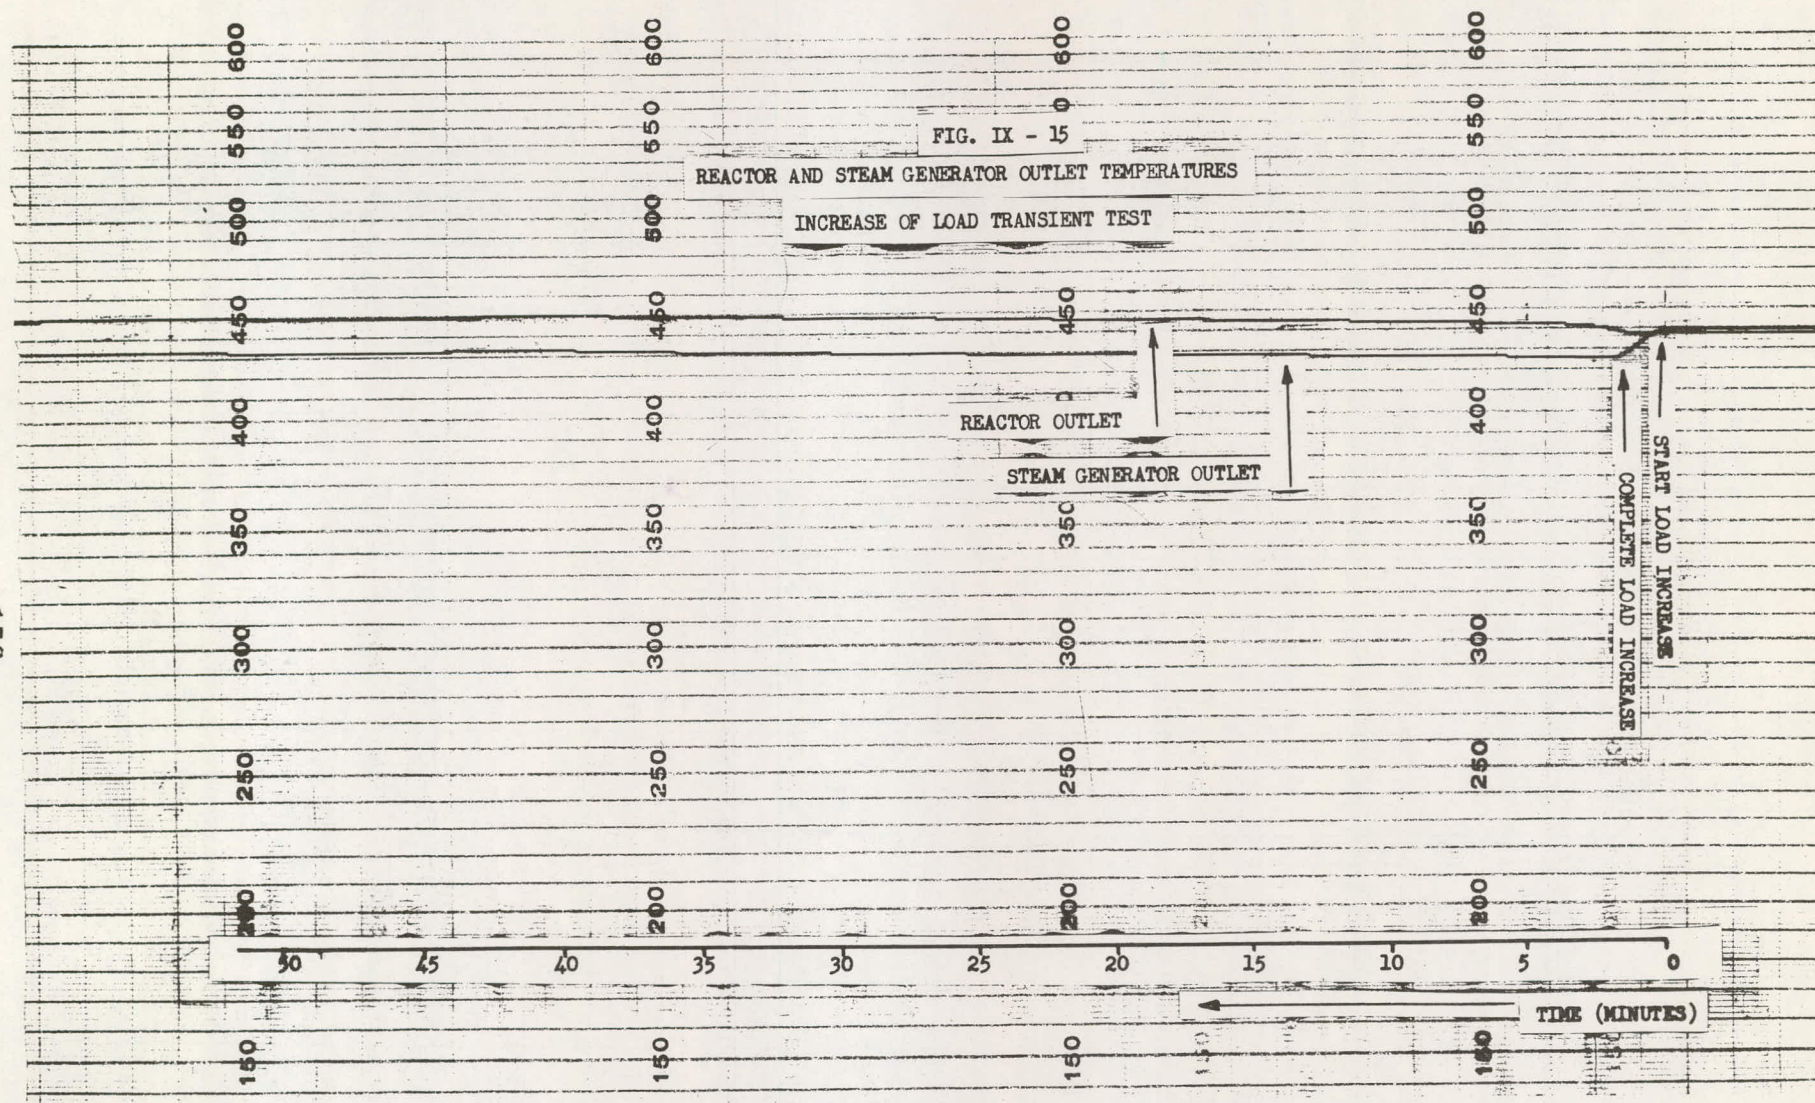 600 600 600 600
550 550 550 550
FIG. IX - 15
REACTOR AND STEAM GENERATOR OUTLET TEMPERATURES
500 500 500
INCREASE OF LOAD TRANSIENT TEST
450 450 450 450
400 400 400
REACTOR OUTLET
STEAM GENERATOR OUTLET
START LOAD INCREASE
COMPLETE LOAD INCREASE
350 350 350 350
300 300 300 300
250 250 250 250
200 200 200 200
50 45 40 35 30 25 20 15 10 5 0
TIME (MINUTES)
150 150 150 150